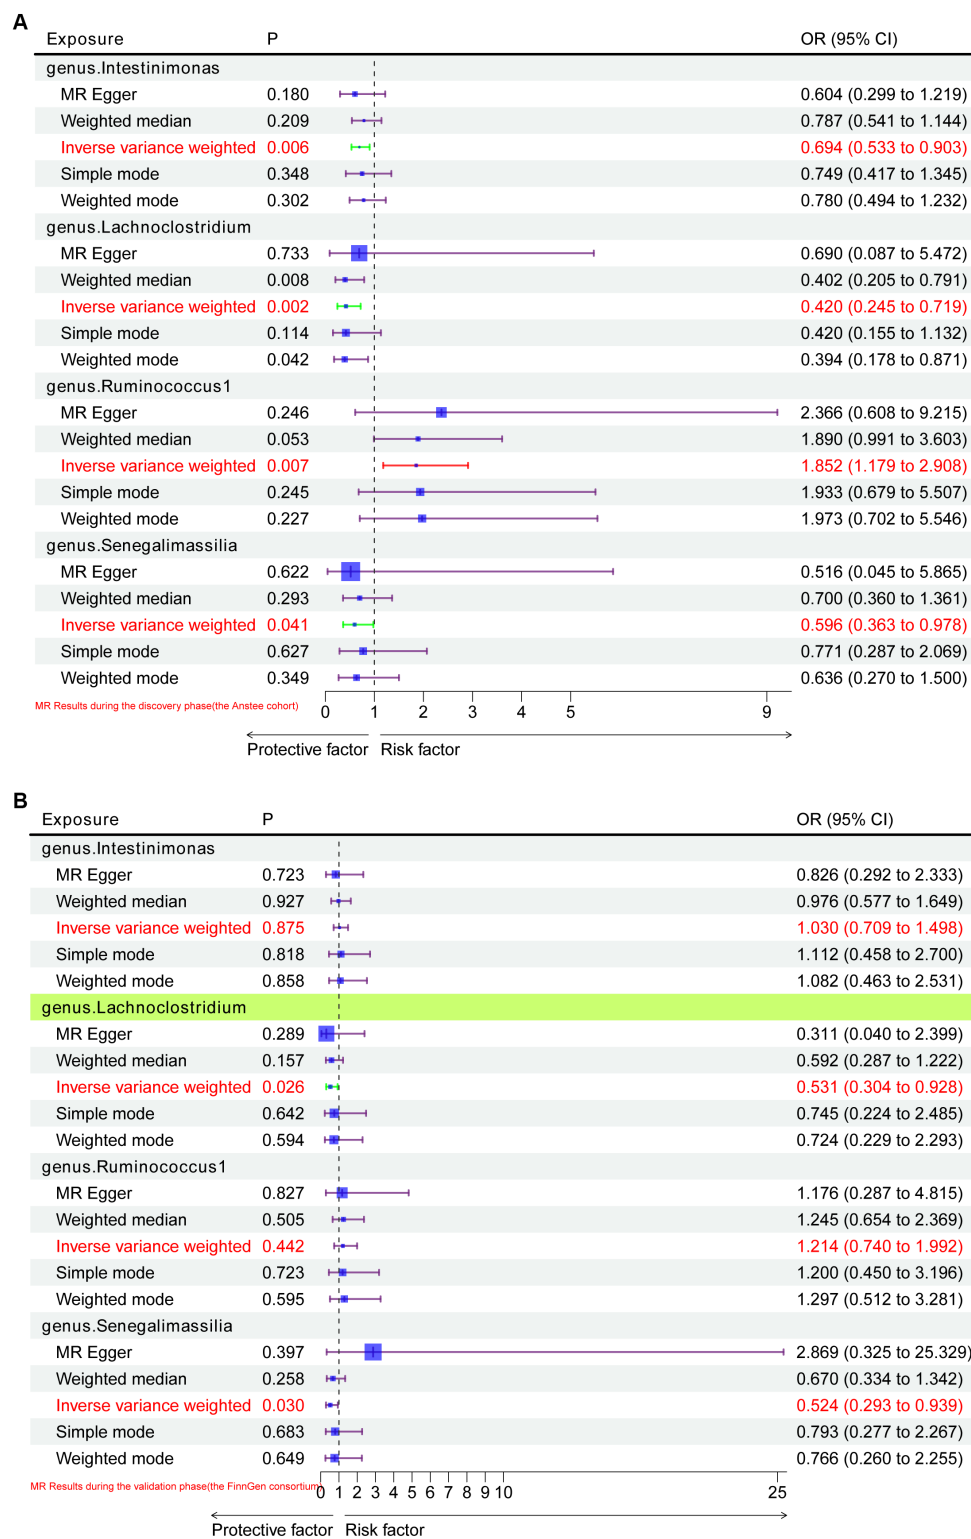 A
Exposure P OR (95% CI)
genus.Intestinimonas
MR Egger 0.180 0.604 (0.299 to 1.219)
Weighted median 0.209 0.787 (0.541 to 1.144)
Inverse variance weighted 0.006 0.694 (0.533 to 0.903)
Simple mode 0.348 0.749 (0.417 to 1.345)
Weighted mode 0.302 0.780 (0.494 to 1.232)
genus.Lachnoclostridium
MR Egger 0.733 0.690 (0.087 to 5.472)
Weighted median 0.008 0.402 (0.205 to 0.791)
Inverse variance weighted 0.002 0.420 (0.245 to 0.719)
Simple mode 0.114 0.420 (0.155 to 1.132)
Weighted mode 0.042 0.394 (0.178 to 0.871)
genus.Ruminococcus1
MR Egger 0.246 2.366 (0.608 to 9.215)
Weighted median 0.053 1.890 (0.991 to 3.603)
Inverse variance weighted 0.007 1.852 (1.179 to 2.908)
Simple mode 0.245 1.933 (0.679 to 5.507)
Weighted mode 0.227 1.973 (0.702 to 5.546)
genus.Senegalimassilia
MR Egger 0.622 0.516 (0.045 to 5.865)
Weighted median 0.293 0.700 (0.360 to 1.361)
Inverse variance weighted 0.041 0.596 (0.363 to 0.978)
Simple mode 0.627 0.771 (0.287 to 2.069)
Weighted mode 0.349 0.636 (0.270 to 1.500)
MR Results during the discovery phase(the Anstee cohort) 0 1 2 3 4 5 9
Protective factor Risk factor
B
Exposure P OR (95% CI)
genus.Intestinimonas
MR Egger 0.723 0.826 (0.292 to 2.333)
Weighted median 0.927 0.976 (0.577 to 1.649)
Inverse variance weighted 0.875 1.030 (0.709 to 1.498)
Simple mode 0.818 1.112 (0.458 to 2.700)
Weighted mode 0.858 1.082 (0.463 to 2.531)
genus.Lachnoclostridium
MR Egger 0.289 0.311 (0.040 to 2.399)
Weighted median 0.157 0.592 (0.287 to 1.222)
Inverse variance weighted 0.026 0.531 (0.304 to 0.928)
Simple mode 0.642 0.745 (0.224 to 2.485)
Weighted mode 0.594 0.724 (0.229 to 2.293)
genus.Ruminococcus1
MR Egger 0.827 1.176 (0.287 to 4.815)
Weighted median 0.505 1.245 (0.654 to 2.369)
Inverse variance weighted 0.442 1.214 (0.740 to 1.992)
Simple mode 0.723 1.200 (0.450 to 3.196)
Weighted mode 0.595 1.297 (0.512 to 3.281)
genus.Senegalimassilia
MR Egger 0.397 2.869 (0.325 to 25.329)
Weighted median 0.258 0.670 (0.334 to 1.342)
Inverse variance weighted 0.030 0.524 (0.293 to 0.939)
Simple mode 0.683 0.793 (0.277 to 2.267)
Weighted mode 0.649 0.766 (0.260 to 2.255)
MR Results during the validation phase(the FinnGen consortium) 0 1 2 3 4 5 6 7 8 9 10 25
Protective factor Risk factor